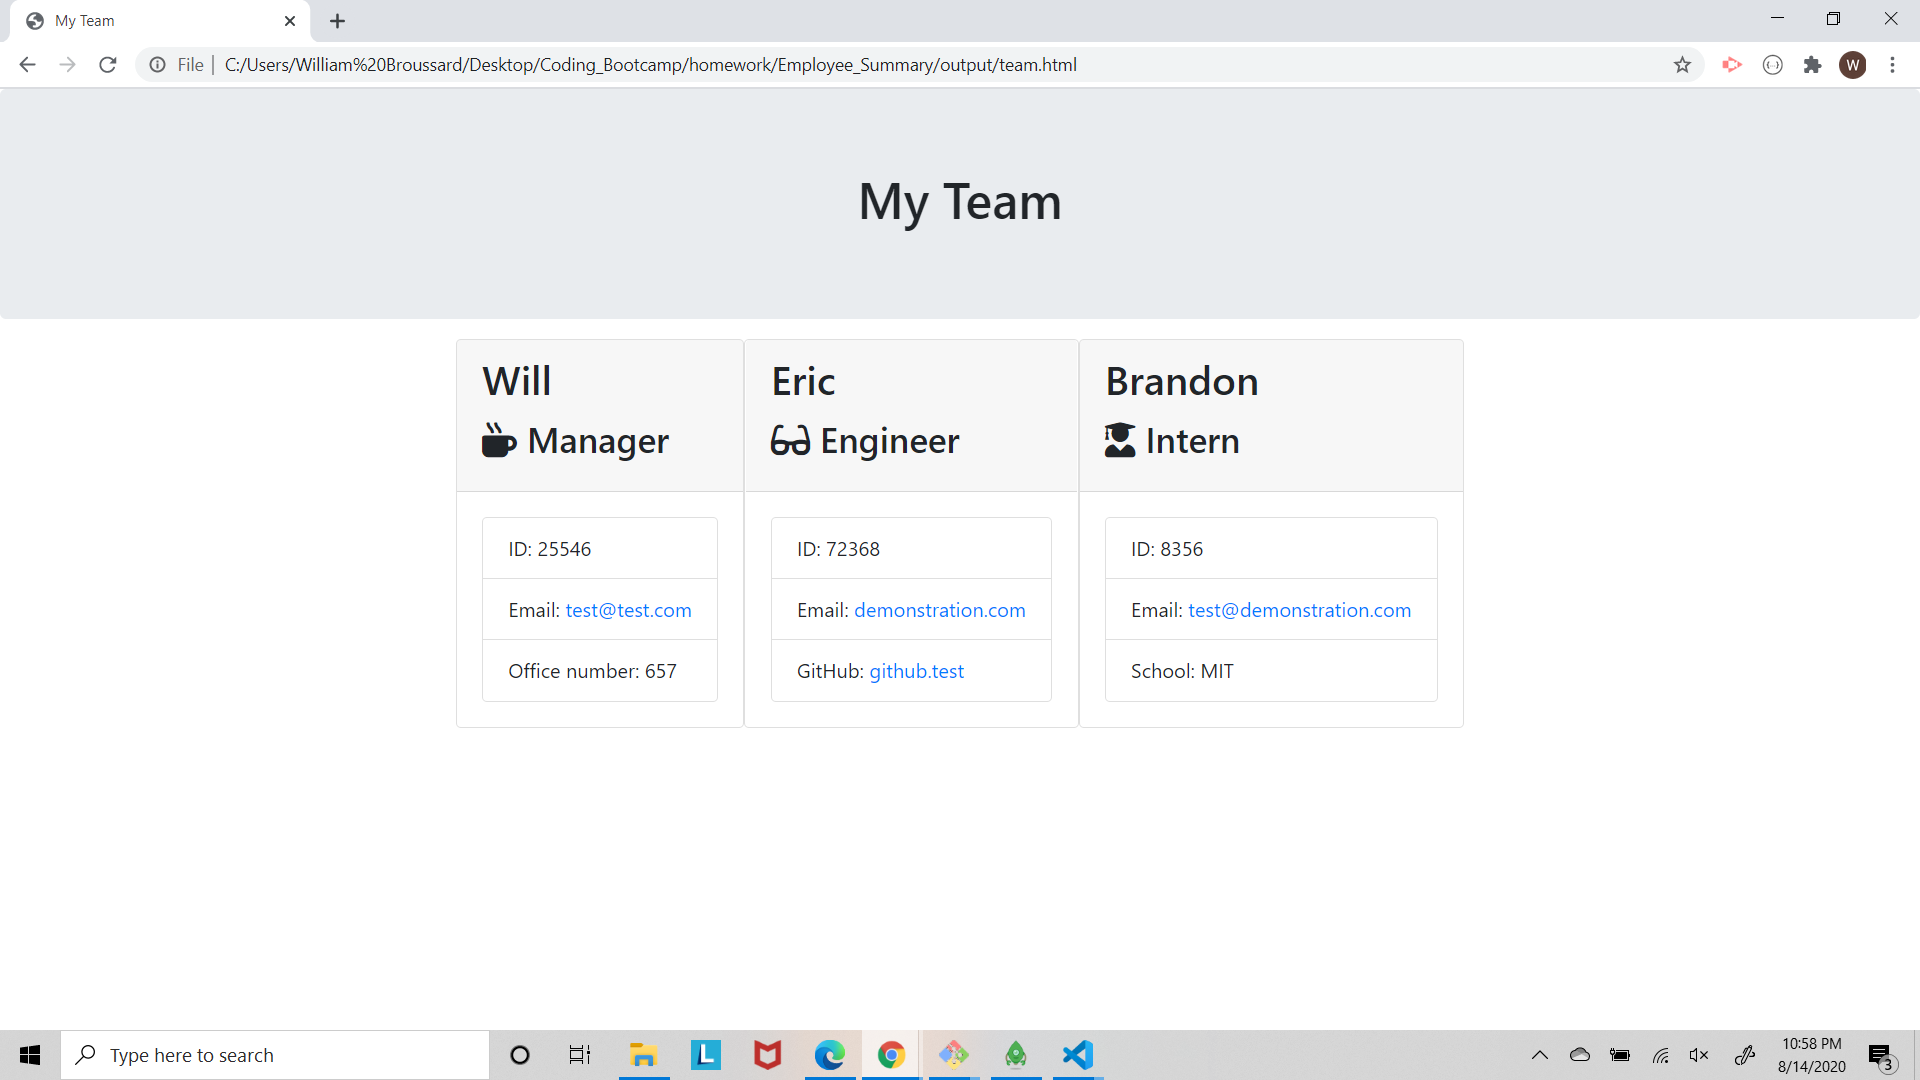 My Team
File | C:/Users/William%20Broussard/Desktop/Coding_Bootcamp/homework/Employee_Summary/output/team.html
W
My Team
Will
Manager
ID: 25546
Email: test@test.com
Office number: 657
Eric
Engineer
ID: 72368
Email: demonstration.com
GitHub: github.test
Brandon
Intern
ID: 8356
Email: test@demonstration.com
School: MIT
Type here to search
L
10:58 PM
8/14/2020
3